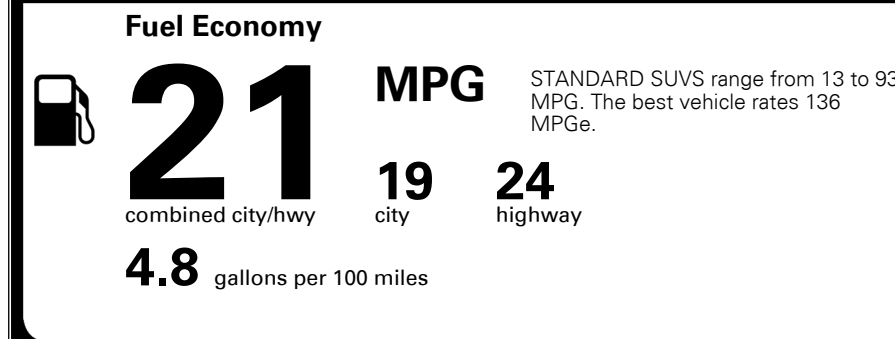 Fuel Economy
21 MPG
STANDARD SUVS range from 13 to 93
MPG. The best vehicle rates 136
MPGe.
19 24
combined city/hwy city highway
4.8 gallons per 100 miles